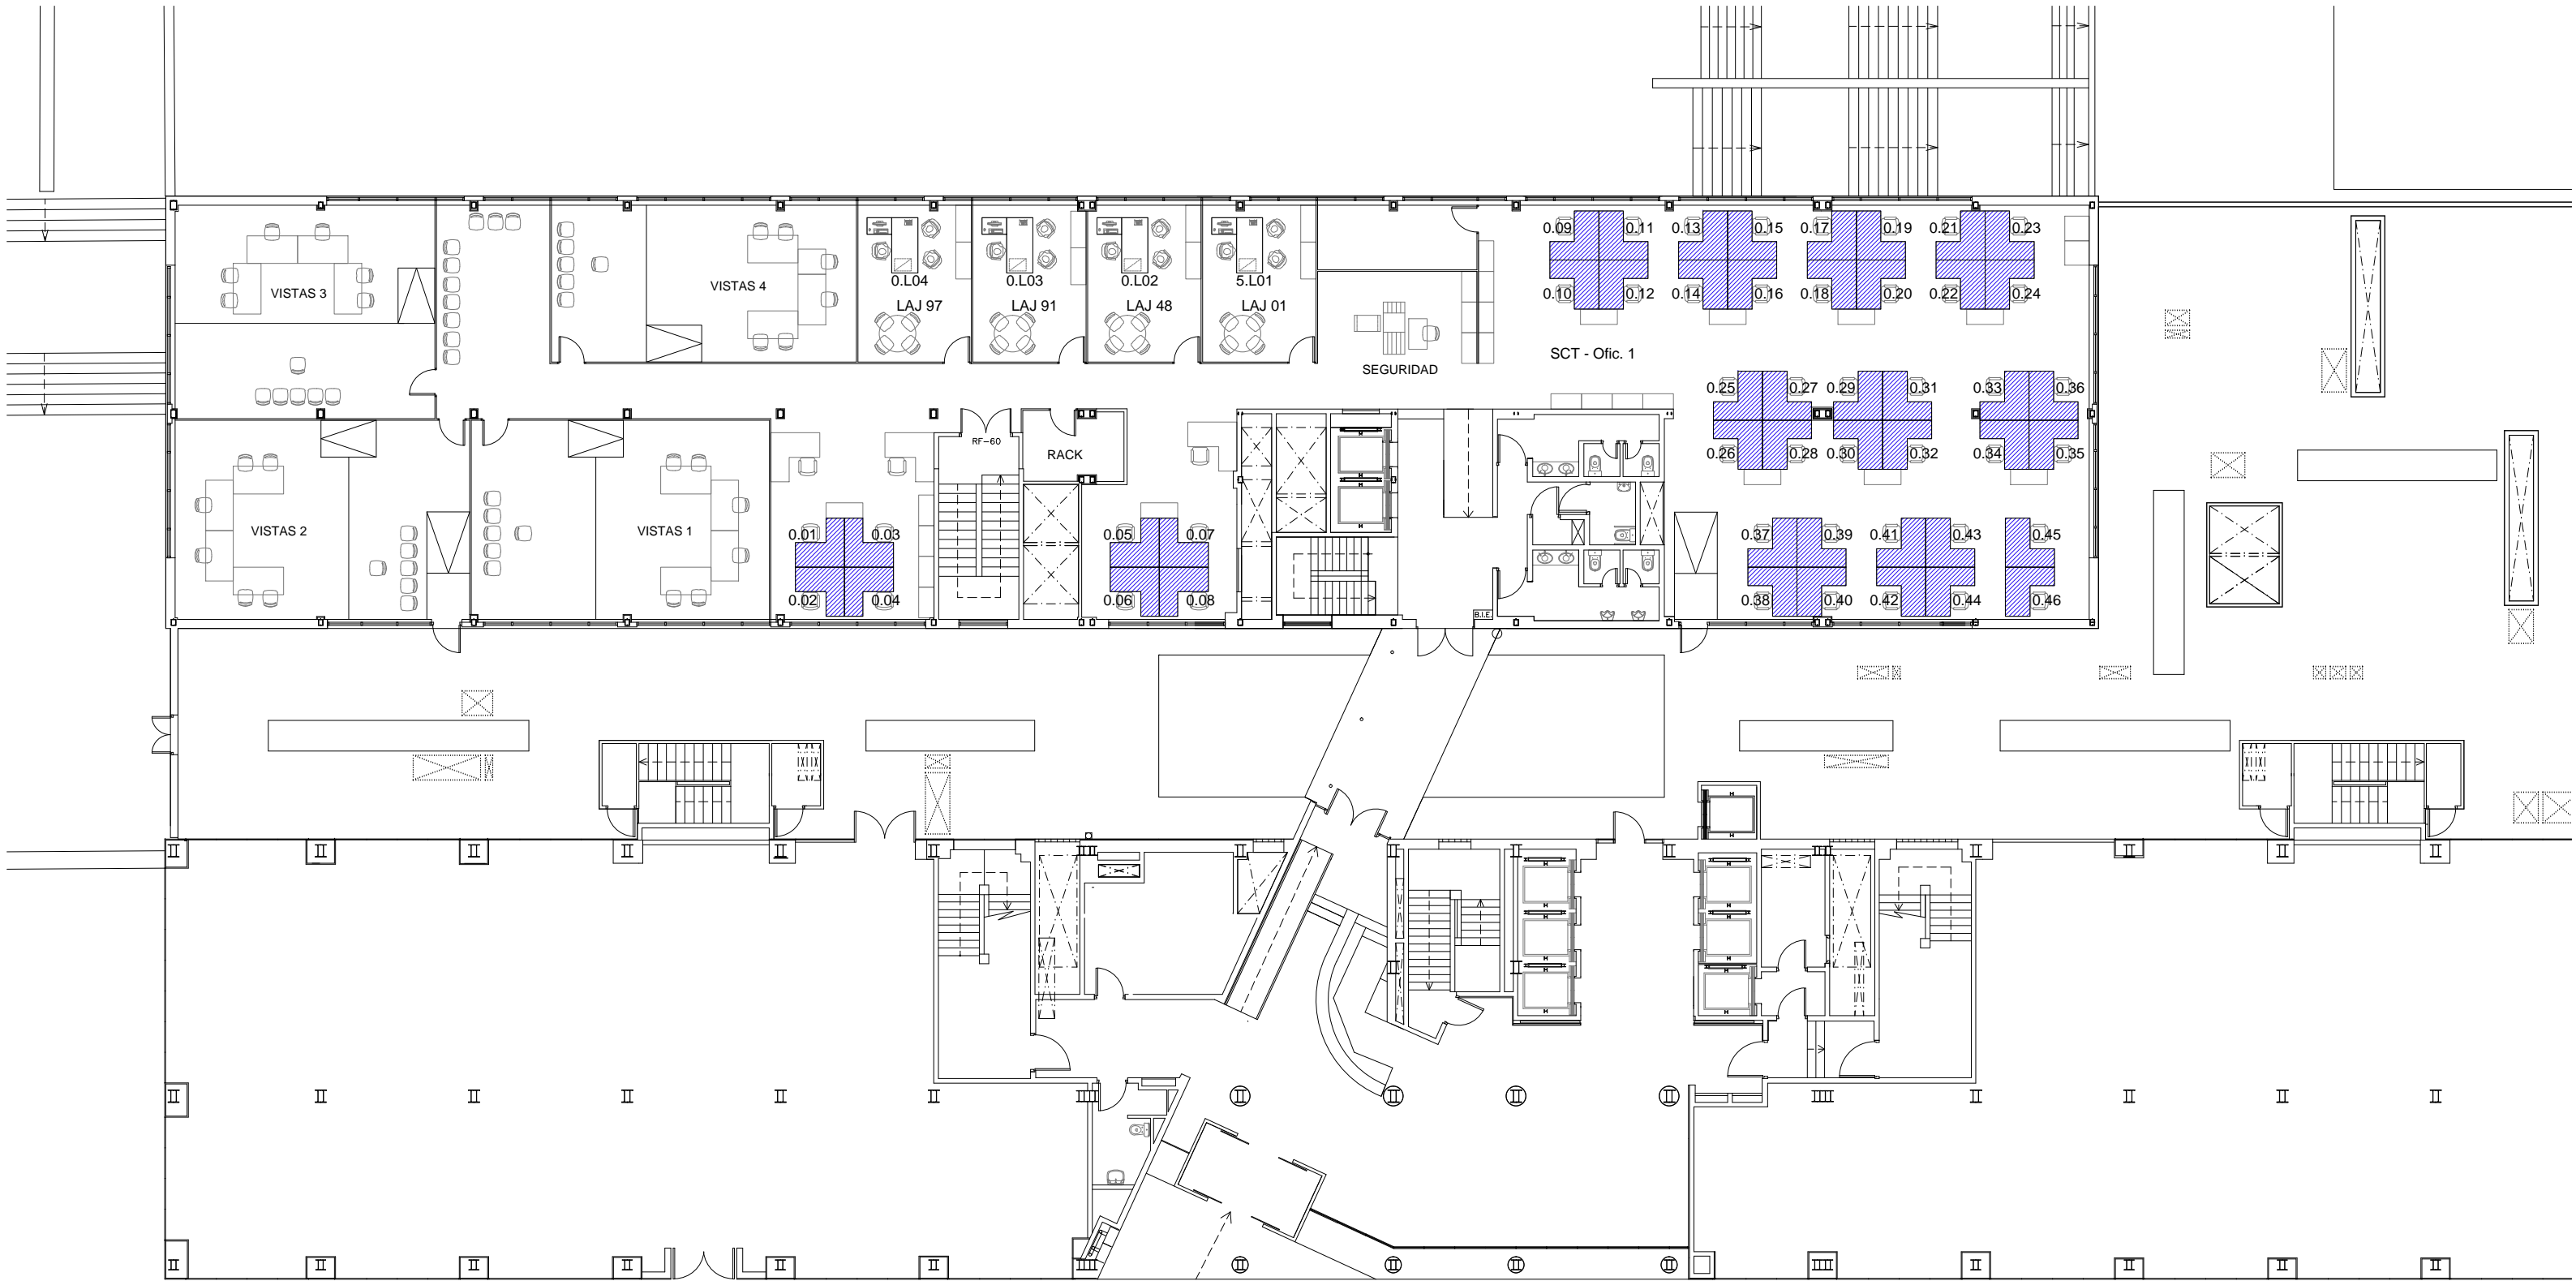 0.09 0.11 0.13 0.15 0.17 0.19 0.21 0.23
0.L04 0.L03 0.L02 5.L01
VISTAS 3
VISTAS 4
0.10 0.12 0.14 0.16 0.18 0.20 0.22 0.24
LAJ 97 LAJ 91 LAJ 48 LAJ 01
SCT - Ofic. 1
SEGURIDAD
0.25 0.27 0.29 0.31 0.33 0.36
RF-60
RACK
0.26 0.28 0.30 0.32 0.34 0.35
VISTAS 2
VISTAS 1
0.01 0.03 0.05 0.07 0.37 0.39 0.41 0.43 0.45
0.02 0.04 0.06 0.08 0.38 0.40 0.42 0.44 0.46
B.I.E